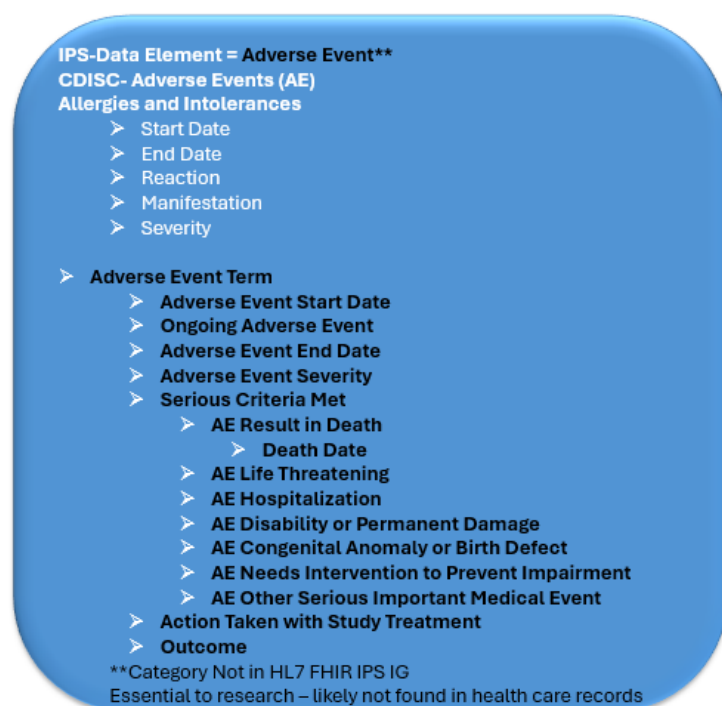 IPS-Data Element = Adverse Event**
CDISC- Adverse Events (AE)
Allergies and Intolerances
➢ Start Date
➢ End Date
➢ Reaction
➢ Manifestation
➢ Severity
➢ Adverse Event Term
➢ Adverse Event Start Date
➢ Ongoing Adverse Event
➢ Adverse Event End Date
➢ Adverse Event Severity
➢ Serious Criteria Met
➢ AE Result in Death
➢ Death Date
➢ AE Life Threatening
➢ AE Hospitalization
➢ AE Disability or Permanent Damage
➢ AE Congenital Anomaly or Birth Defect
➢ AE Needs Intervention to Prevent Impairment
➢ AE Other Serious Important Medical Event
➢ Action Taken with Study Treatment
➢ Outcome
**Category Not in HL7 FHIR IPS IG
Essential to research – likely not found in health care records